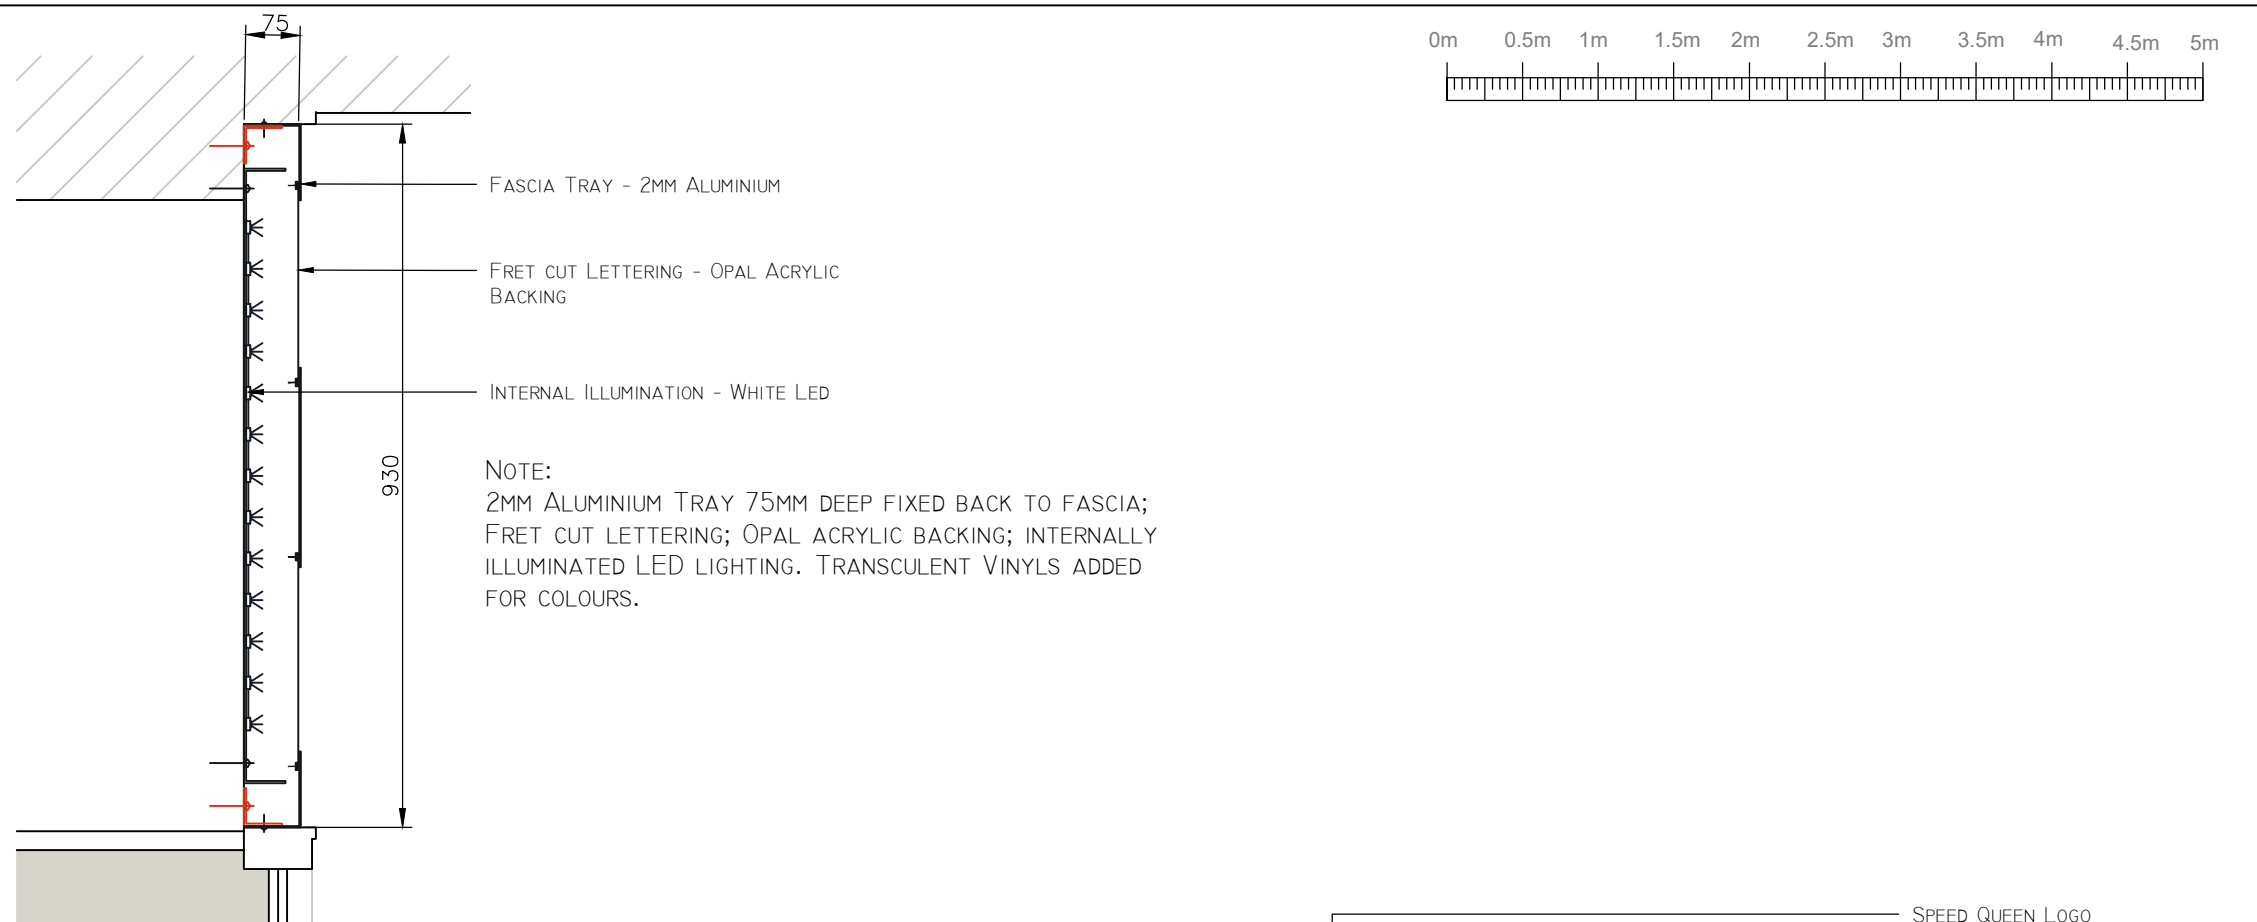 75
0m 0.5m 1m 1.5m 2m 2.5m 3m 3.5m 4m 4.5m 5m
FASCIA TRAY - 2MM ALUMINIUM
FRET CUT LETTERING - OPAL ACRYLIC
BACKING
INTERNAL ILLUMINATION - WHITE LED
930
NOTE:
2MM ALUMINIUM TRAY 75MM DEEP FIXED BACK TO FASCIA;
FRET CUT LETTERING; OPAL ACRYLIC BACKING; INTERNALLY
ILLUMINATED LED LIGHTING. TRANSCULENT VINYLS ADDED
FOR COLOURS.
SPEED QUEEN LOGO